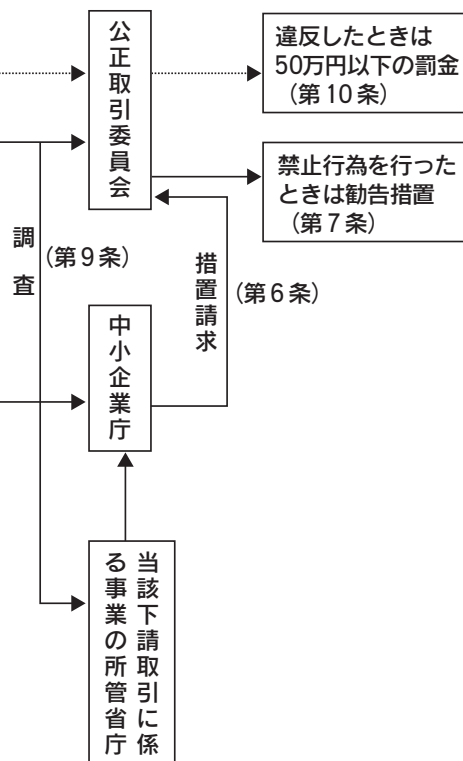 公正取引委員会
違反したときは
50万円以下の罰金
（第10条）
禁止行為を行った
ときは勧告措置
（第7条）
調査
（第9条）
措置請求
（第6条）
中小企業庁
当該下請取引に係
る事業の所管省庁